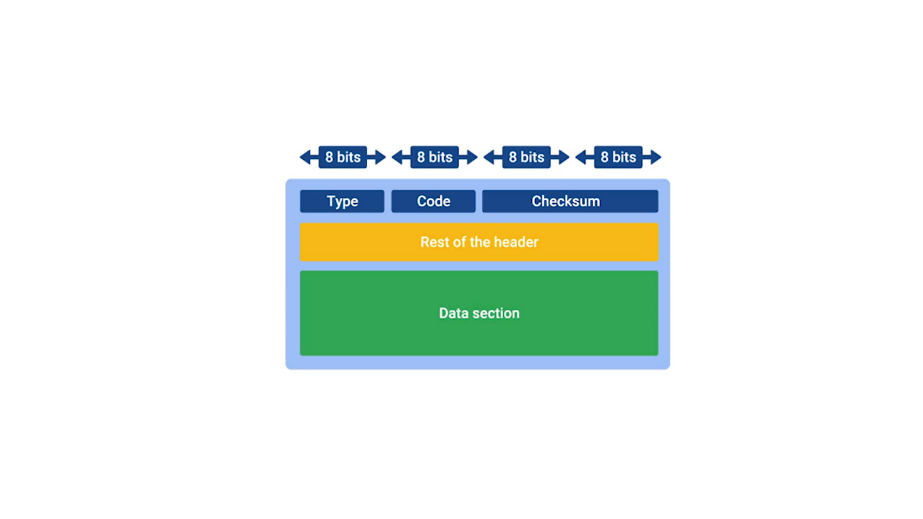 8 bits 8 bits 8 bits 8 bits
Type Code Checksum
Rest of the header
Data section